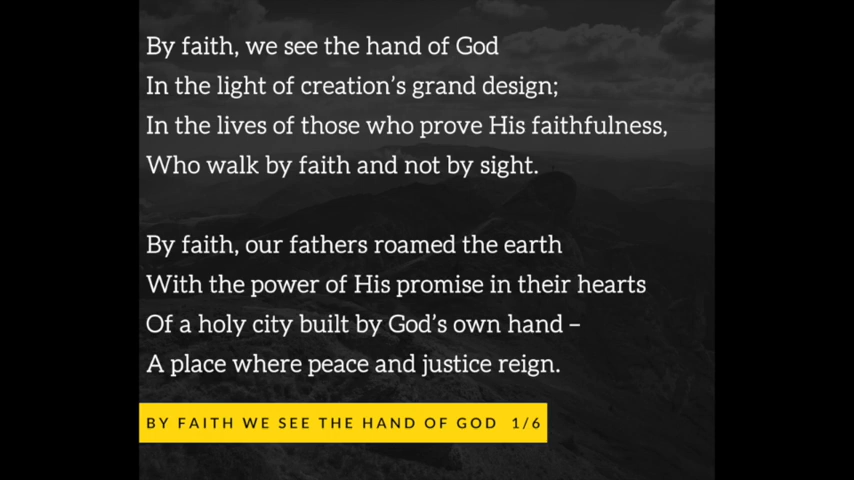 By faith, we see the hand of God
In the light of creation’s grand design;
In the lives of those who prove His faithfulness,
Who walk by faith and not by sight.
By faith, our fathers roamed the earth
With the power of His promise in their hearts
Of a holy city built by God’s own hand –
A place where peace and justice reign.
BY FAITH WE SEE THE HAND OF GOD 1/6